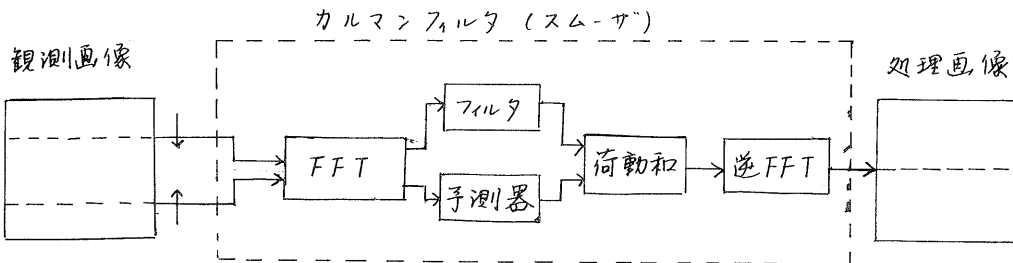 カルマンフィルタ (スムーザ)
観測画像
処理画像
フィルタ
FFT
予測器
荷動和
逆FFT